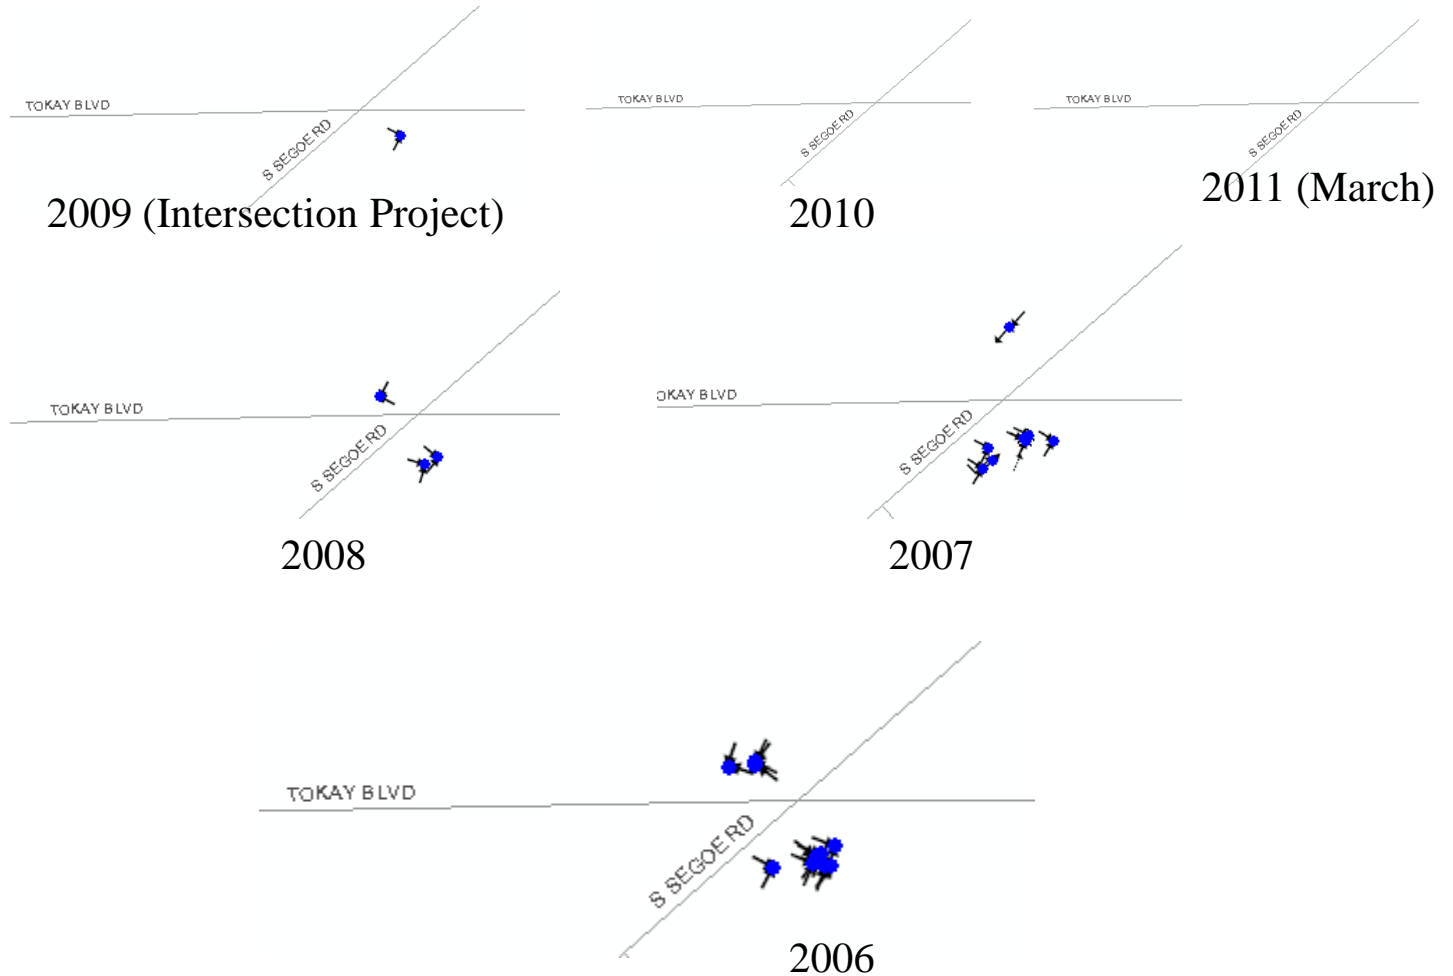 TOKAY BLVD
S SEGOE RD
2009 (Intersection Project)
TOKAY BLVD
S SEGOE RD
2010
TOKAY BLVD
S SEGOE RD
2011 (March)
TOKAY BLVD
S SEGOE RD
2008
OKAY BLVD
S SEGOE RD
2007
TOKAY BLVD
S SEGOE RD
2006